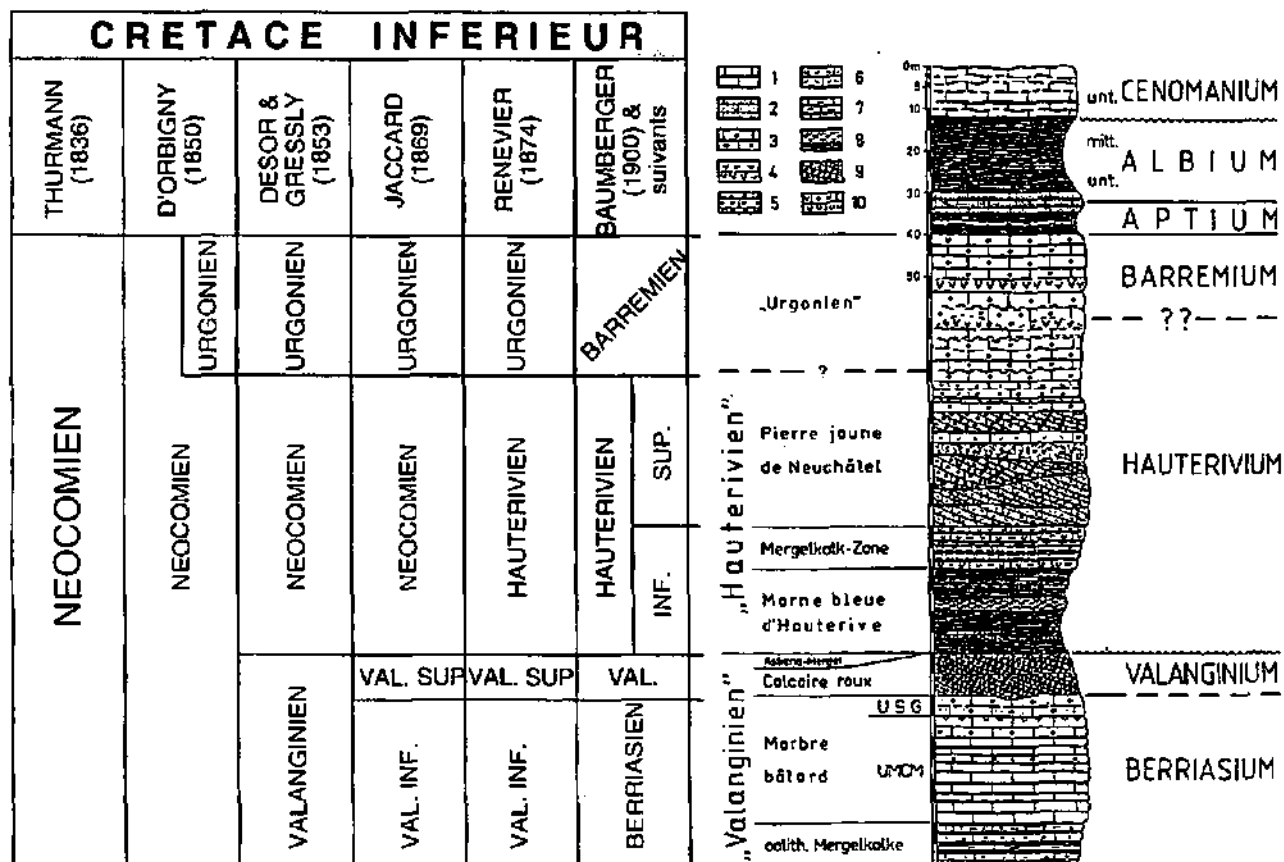 CRETACE INFERIEUR
THURMANN
(1836)
D'ORBIGNY
(1850)
DESOR &
GRESSLY
(1853)
JACCARD
(1869)
RENEVIER
(1874)
BAUMBERGER
(1900) &
suivants
NEOCOMIEN
URGONIEN
NEOCOMIEN
URGONIEN
NEOCOMIEN
VALANGINIEN
URGONIEN
NEOCOMIEN
VAL. SUP
VAL. INF.
URGONIEN
HAUTERIVIEN
VAL. SUP
VAL. INF.
BARREMIEN
HAUTERIVIEN
SUP.
INF.
VAL.
BERRIASIEN
1
2
3
4
5
6
7
8
9
10
0m
5
10
20
30
40
50
„Urgonien"
?
„Hauterivien"
Pierre jaune
de Neuchâtel
Mergelkalk-Zone
Marne bleue
d'Hauterive
„Valanginien"
Calcaire roux
USG
Marbre
bâtard
UMCM
oolith. Mergelkalke
unt. CENOMANIUM
mitt.
ALBIUM
unt.
APTIUM
BARREMIUM
??
HAUTERIVIUM
VALANGINIUM
BERRIASIUM